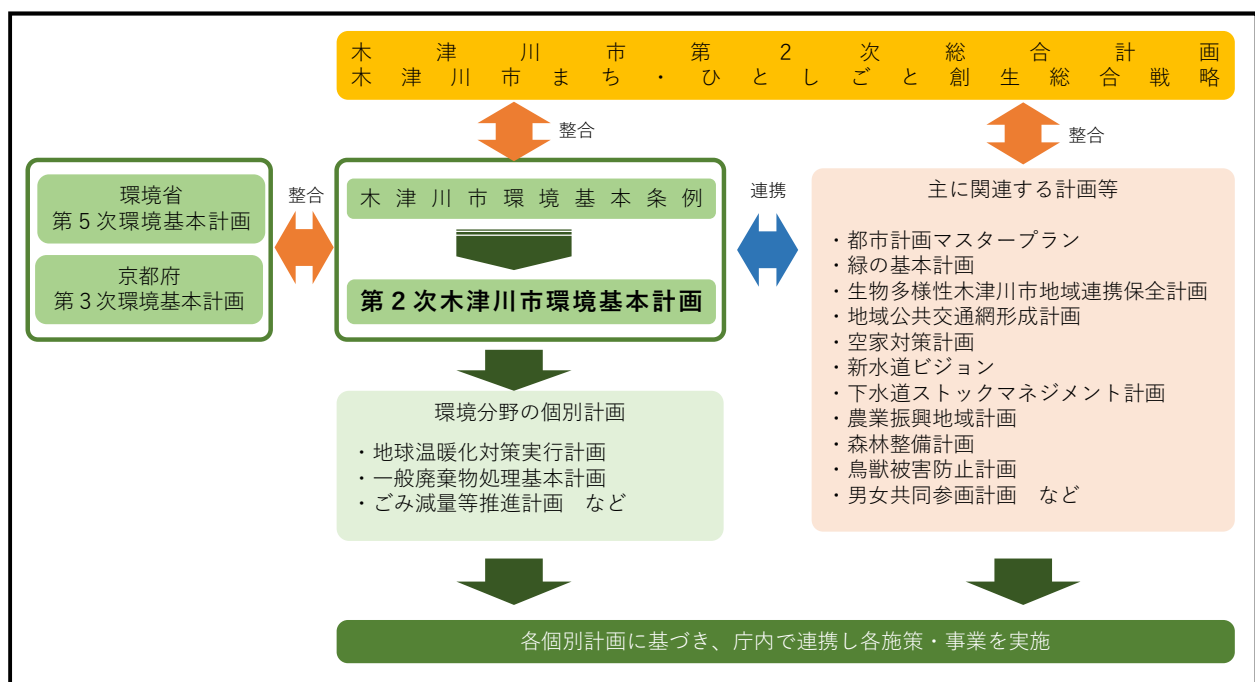 木津川市第２次総合計画
木津川市まち・ひとしごと創生総合戦略
整合
整合
環境省
第５次環境基本計画
京都府
第３次環境基本計画
整合
木津川市環境基本条例
第２次木津川市環境基本計画
連携
主に関連する計画等
・都市計画マスタープラン
・緑の基本計画
・生物多様性木津川市地域連携保全計画
・地域公共交通網形成計画
・空家対策計画
・新水道ビジョン
・下水道ストックマネジメント計画
・農業振興地域計画
・森林整備計画
・鳥獣被害防止計画
・男女共同参画計画　など
環境分野の個別計画
・地球温暖化対策実行計画
・一般廃棄物処理基本計画
・ごみ減量等推進計画　など
各個別計画に基づき、庁内で連携し各施策・事業を実施